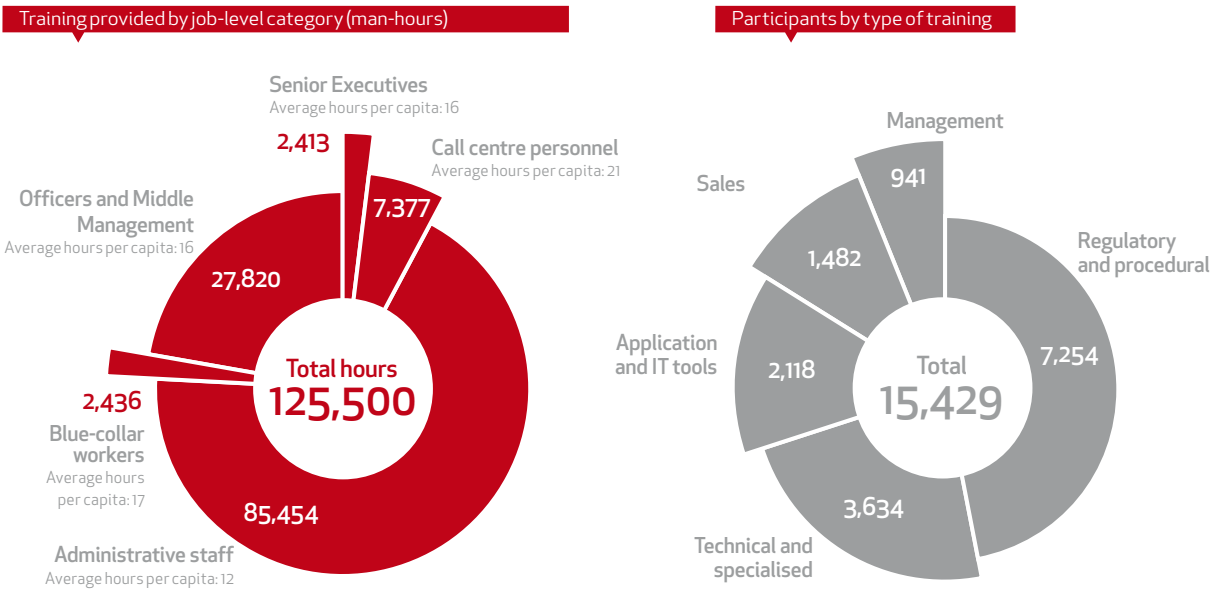 Training provided by job-level category (man-hours)
Senior Executives
Average hours per capita: 16
2,413
Call centre personnel
Average hours per capita: 21
7,377
Officers and Middle
Management
Average hours per capita: 16
27,820
Total hours
125,500
2,436
Blue-collar
workers
Average hours
per capita: 17
85,454
Administrative staff
Average hours per capita: 12
Participants by type of training
Management
941
Sales
1,482
Regulatory
and procedural
7,254
Application
and IT tools
2,118
Total
15,429
3,634
Technical and
specialised